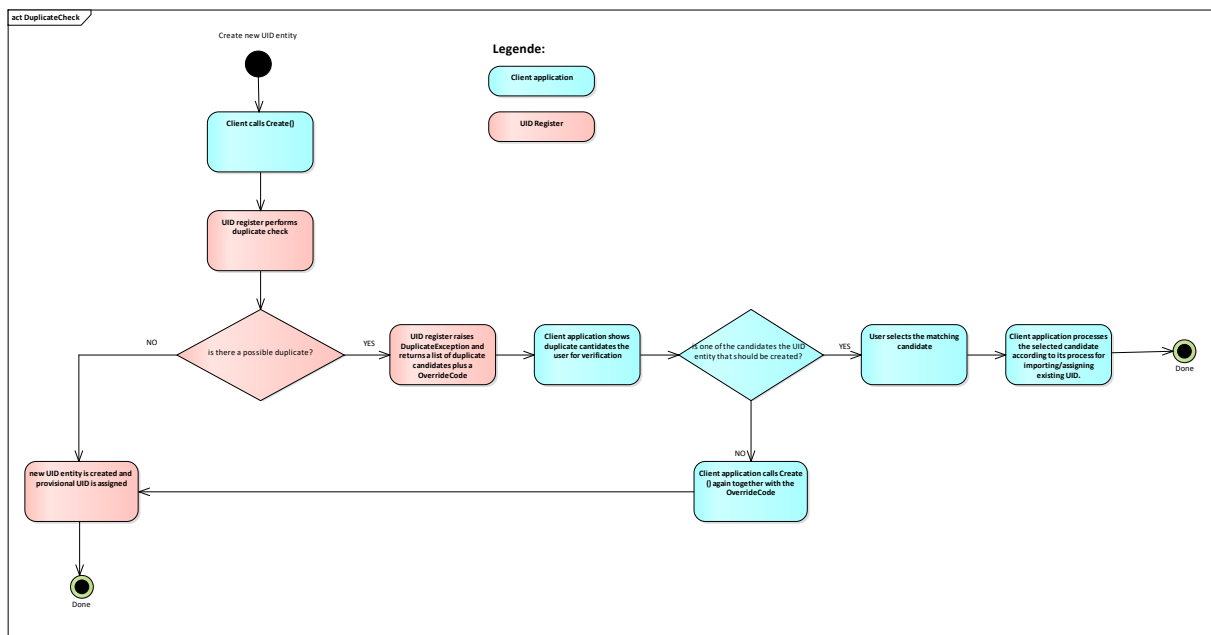 act DuplicateCheck
Create new UID entity
Legende:
Client application
UID Register
Client calls Create()
UID register performs
duplicate check
is there a possible duplicate?
NO
YES
UID register raises
DuplicateException and
returns a list of duplicate
candidates plus a
OverrideCode
Client application shows
duplicate cantidates the
user for verification
is one of the candidates the UID
entity that should be created?
YES
User selects the matching
candidate
Client application processes
the selected candidate
according to its process for
importing/assigning
existing UID.
Done
NO
new UID entity is created and
provisional UID is assigned
Client application calls Create
() again together with the
OverrideCode
Done